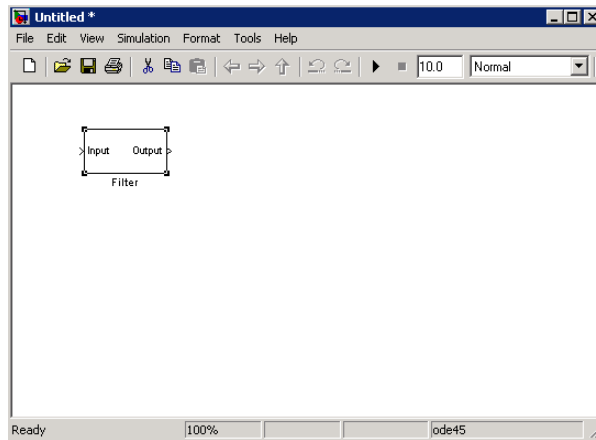 Untitled *
File Edit View Simulation Format Tools Help
10.0 Normal
Input Output
Filter
Ready 100% ode45